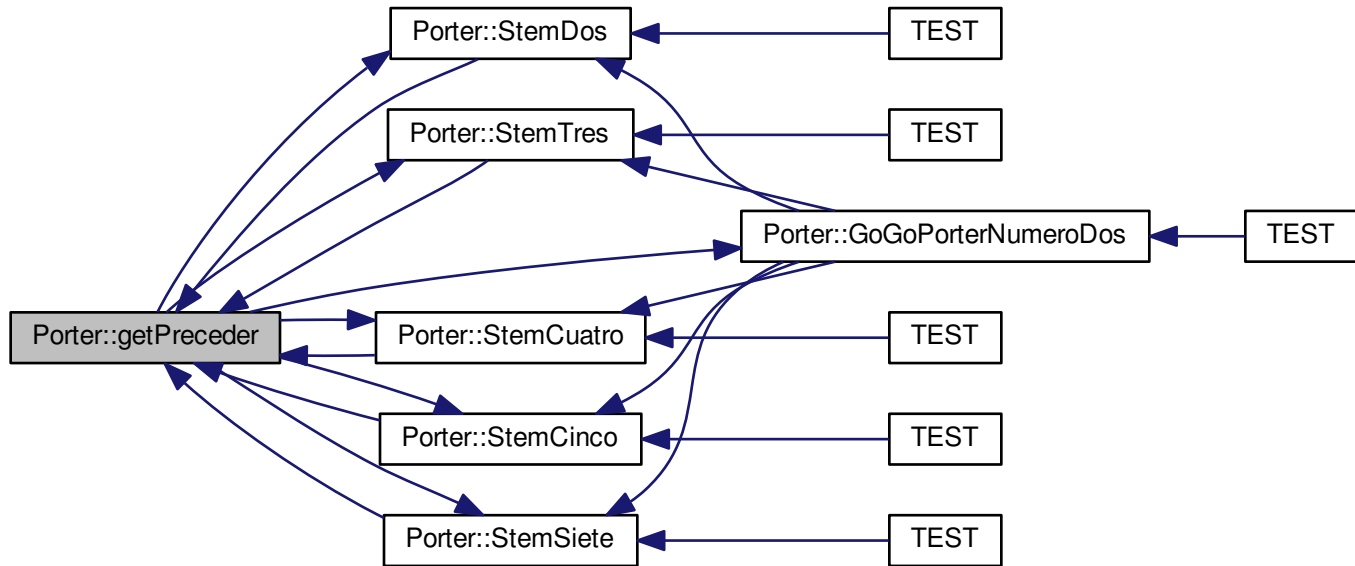 Porter::StemDos
TEST
Porter::StemTres
TEST
Porter::GoGoPorterNumeroDos
TEST
Porter::getPreceder
Porter::StemCuatro
TEST
Porter::StemCinco
TEST
Porter::StemSiete
TEST